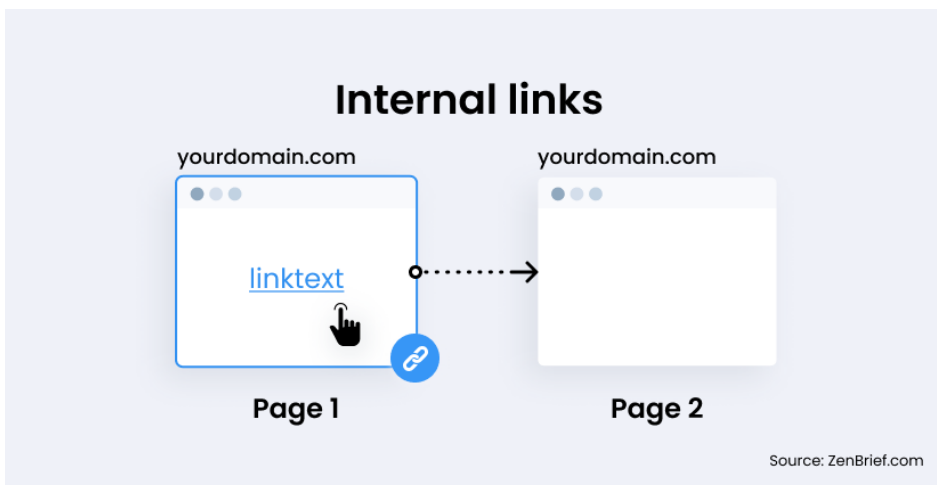 Internal links
yourdomain.com
yourdomain.com
linktext
Page 1
Page 2
Source: ZenBrief.com